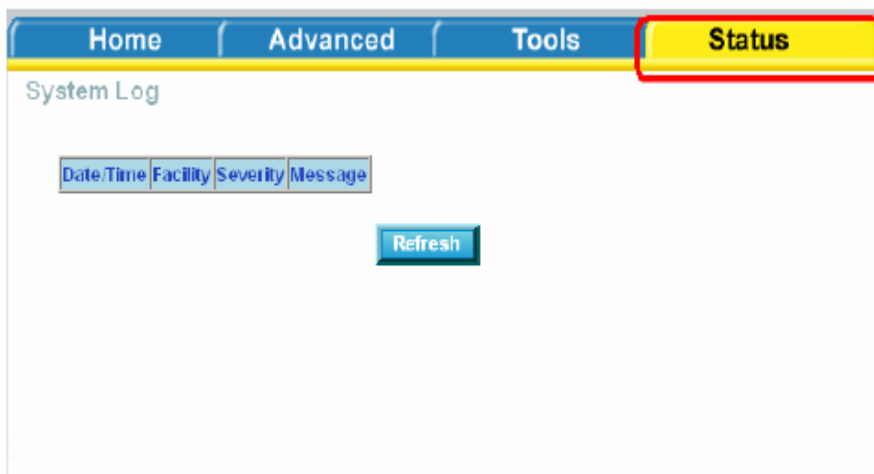 Home Advanced Tools Status
System Log
Date/Time Facility Severity Message
Refresh